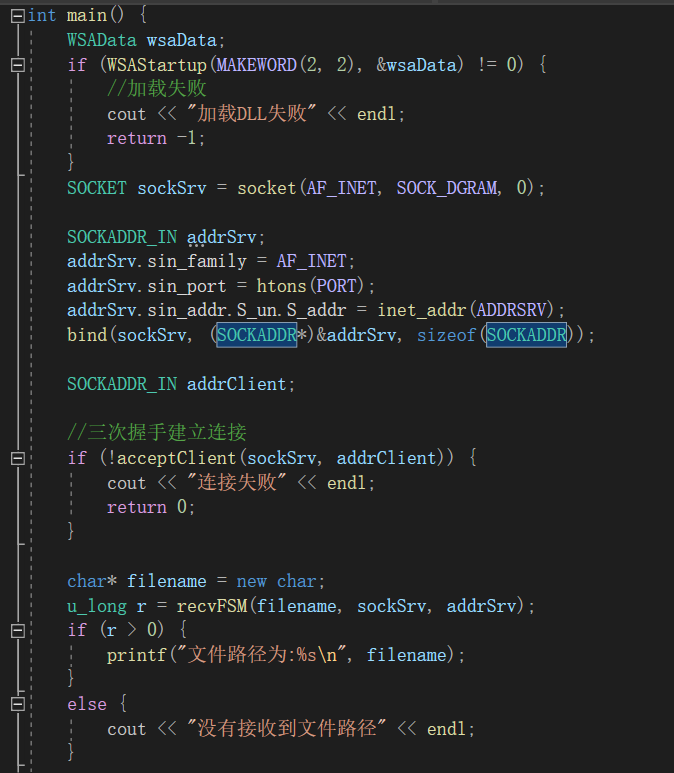 int main() {
WSAData wsaData;
if (WSAStartup(MAKEWORD(2, 2), &wsaData) != 0) {
//加载失败
cout << "加载DLL失败" << endl;
return -1;
}
SOCKET sockSrv = socket(AF_INET, SOCK_DGRAM, 0);
SOCKADDR_IN addrSrv;
addrSrv.sin_family = AF_INET;
addrSrv.sin_port = htons(PORT);
addrSrv.sin_addr.S_un.S_addr = inet_addr(ADDRSRV);
bind(sockSrv, (SOCKADDR*)&addrSrv, sizeof(SOCKADDR));
SOCKADDR_IN addrClient;
//三次握手建立连接
if (!acceptClient(sockSrv, addrClient)) {
cout << "连接失败" << endl;
return 0;
}
char* filename = new char;
u_long r = recvFSM(filename, sockSrv, addrSrv);
if (r > 0) {
printf("文件路径为:%s\n", filename);
}
else {
cout << "没有接收到文件路径" << endl;
}